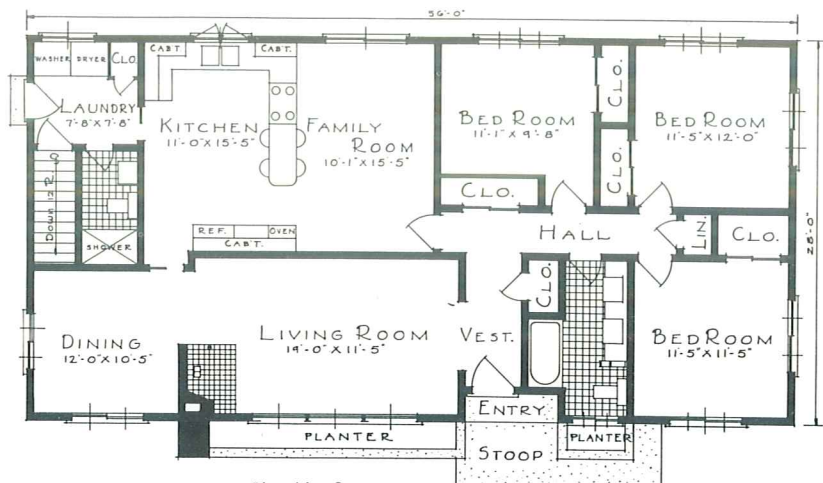 56'-0"
CABT.
CABT.
WASHER DRYER
CLO.
LAUNDRY
7'-8" X 7'-8"
KITCHEN
11'-0" X 15'-5"
FAMILY
ROOM
10'-1" X 15'-5"
BED ROOM
11'-1" X 9'-8"
CLO.
CLO.
BED ROOM
11'-5" X 12'-0"
CLO.
Down 12 R.
SHOWER
REF.
OVEN
CABT.
HALL
LIN.
CLO.
28'-0"
DINING
12'-0" X 10'-5"
LIVING ROOM
19'-0" X 11'-5"
VEST.
CLO.
BED ROOM
11'-5" X 11'-5"
ENTRY
PLANTER
STOOP
PLANTER